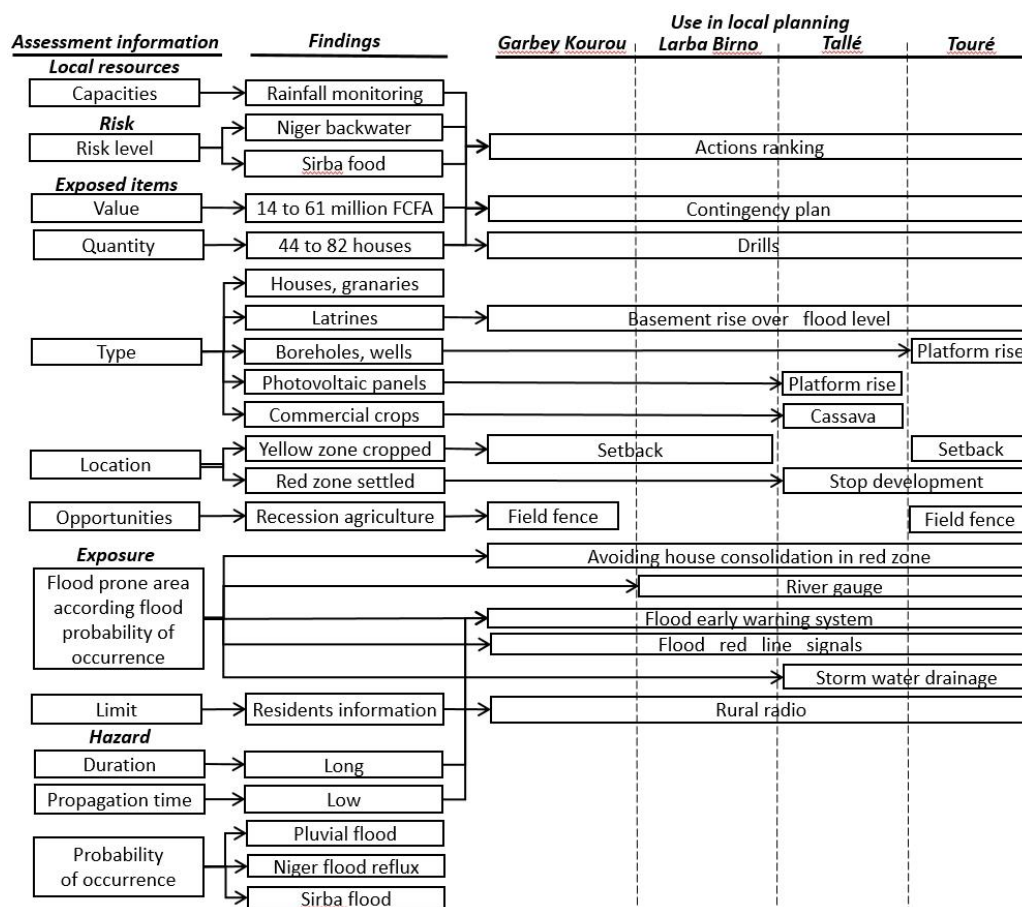 Use in local planning
Assessment information Findings Garbey Kourou Larba Birno Tallé Touré
Local resources
Capacities Rainfall monitoring
Risk Niger backwater
Risk level Actions ranking
Sirba food
Exposed items
Value 14 to 61 million FCFA Contingency plan
Quantity 44 to 82 houses Drills
Houses, granaries
Latrines Basement rise over flood level
Type Boreholes, wells Platform rise
Photovoltaic panels Platform rise
Commercial crops Cassava
Yellow zone cropped Setback Setback
Location
Red zone settled Stop development
Opportunities Recession agriculture Field fence Field fence
Exposure Avoiding house consolidation in red zone
Flood prone area River gauge
according flood
probability of Flood early warning system
occurrence Flood red line signals
Storm water drainage
Limit Residents information Rural radio
Hazard
Duration Long
Propagation time Low
Pluvial flood
Probability
of occurrence Niger flood reflux
Sirba flood